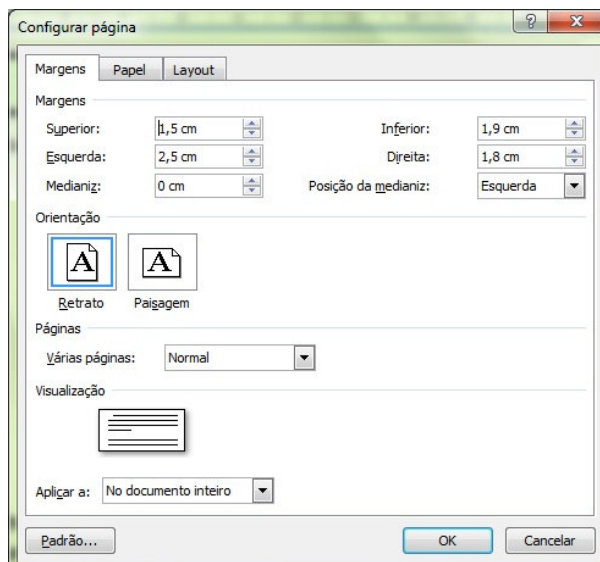 Configurar página
Margens Papel Layout
Margens
Superior: 1,5 cm Inferior: 1,9 cm
Esquerda: 2,5 cm Direita: 1,8 cm
Medianiz: 0 cm Posição da medianiz: Esquerda
Orientação
A A
Retrato Paisagem
Páginas
Várias páginas: Normal
Visualização
Aplicar a: No documento inteiro
Padrão... OK Cancelar